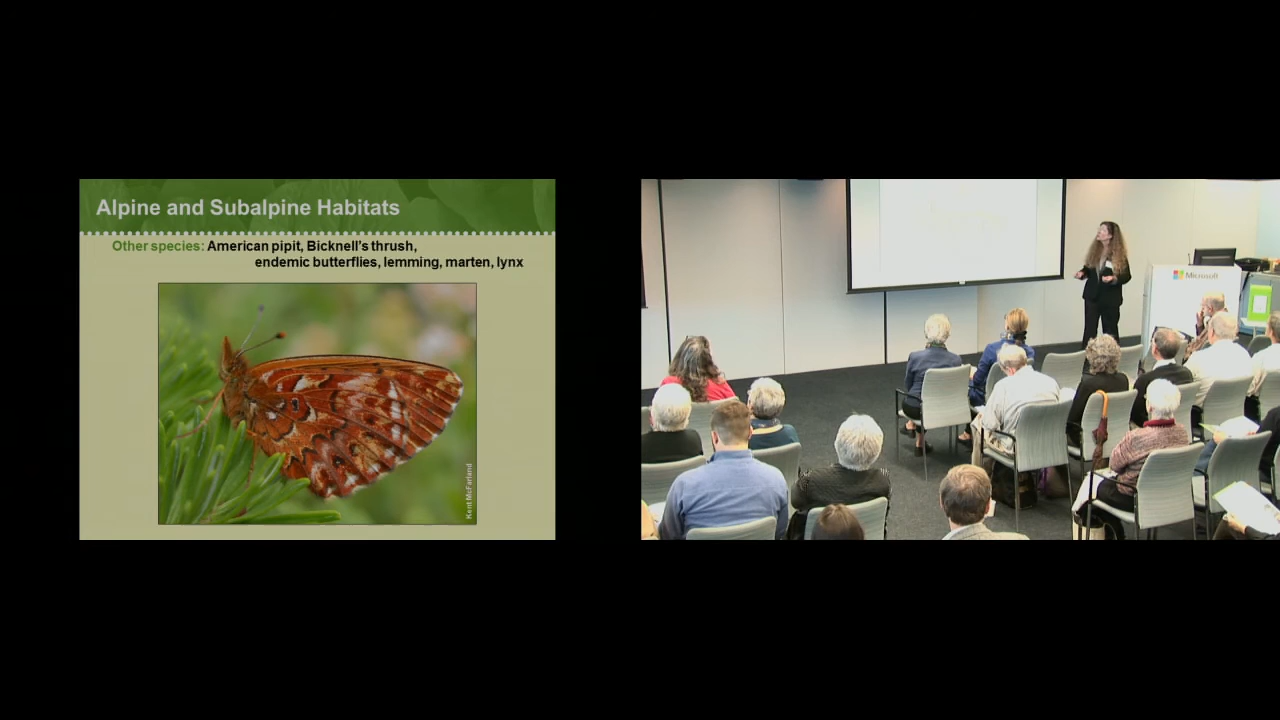 Alpine and Subalpine Habitats
Other species: American pipit, Bicknell's thrush,
endemic butterflies, lemming, marten, lynx
Kent McFarland
Microsoft